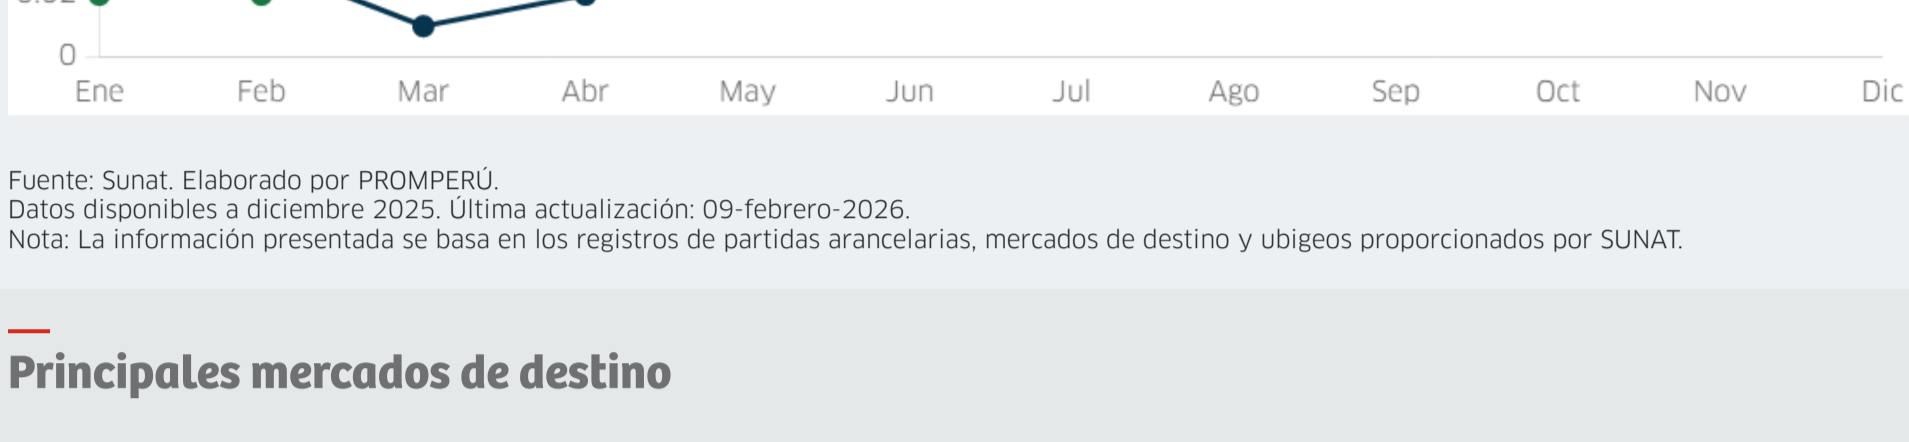 0
Ene Feb Mar Abr May Jun Jul Ago Sep Oct Nov Dic
Fuente: Sunat. Elaborado por PROMPERÚ.
Datos disponibles a diciembre 2025. Última actualización: 09-febrero-2026.
Nota: La información presentada se basa en los registros de partidas arancelarias, mercados de destino y ubigeos proporcionados por SUNAT.
Principales mercados de destino